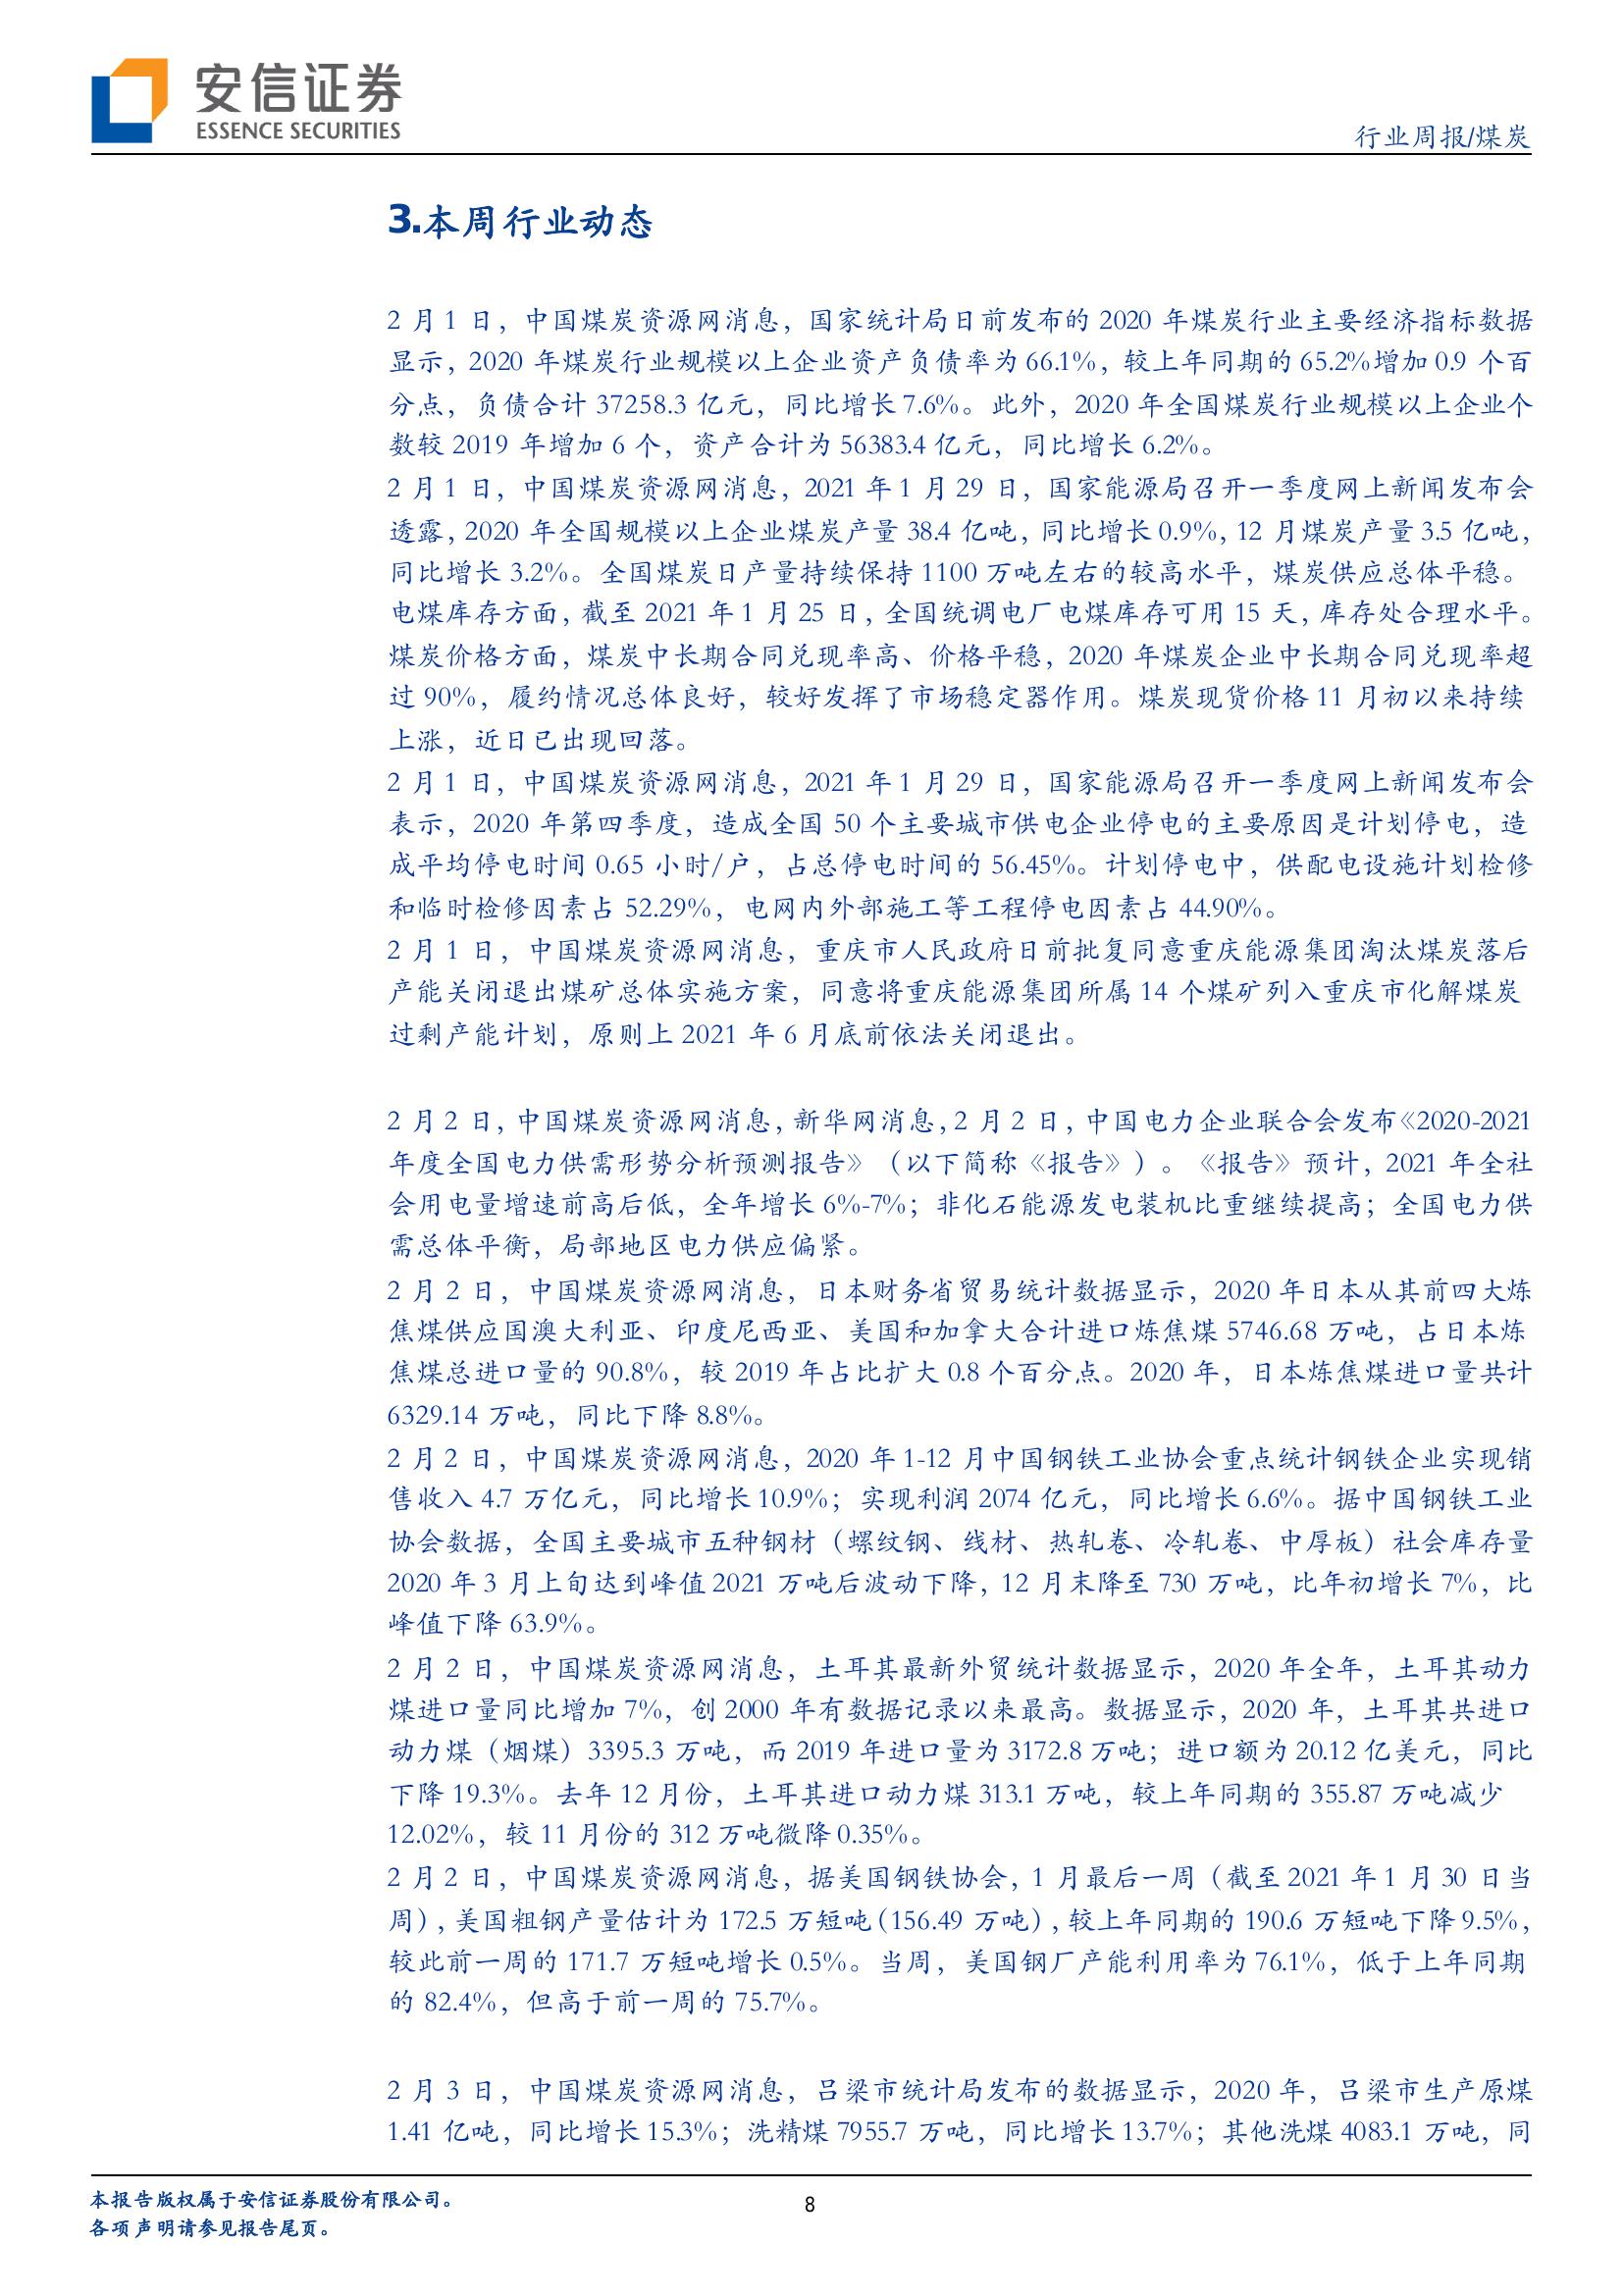 安信证券
ESSENCE SECURITIES
行业周报/煤炭
3.本周行业动态
2 月 1 日，中国煤炭资源网消息，国家统计局日前发布的 2020 年煤炭行业主要经济指标数据
显示，2020 年煤炭行业规模以上企业资产负债率为 66.1%，较上年同期的 65.2%增加 0.9 个百
分点，负债合计 37258.3 亿元，同比增长 7.6%。此外，2020 年全国煤炭行业规模以上企业个
数较 2019 年增加 6 个，资产合计为 56383.4 亿元，同比增长 6.2%。
2 月 1 日，中国煤炭资源网消息，2021 年 1 月 29 日，国家能源局召开一季度网上新闻发布会
透露，2020 年全国规模以上企业煤炭产量 38.4 亿吨，同比增长 0.9%，12 月煤炭产量 3.5 亿吨，
同比增长 3.2%。全国煤炭日产量持续保持 1100 万吨左右的较高水平，煤炭供应总体平稳。
电煤库存方面，截至 2021 年 1 月 25 日，全国统调电厂电煤库存可用 15 天，库存处合理水平。
煤炭价格方面，煤炭中长期合同兑现率高、价格平稳，2020 年煤炭企业中长期合同兑现率超
过 90%，履约情况总体良好，较好发挥了市场稳定器作用。煤炭现货价格 11 月初以来持续
上涨，近日已出现回落。
2 月 1 日，中国煤炭资源网消息，2021 年 1 月 29 日，国家能源局召开一季度网上新闻发布会
表示，2020 年第四季度，造成全国 50 个主要城市供电企业停电的主要原因是计划停电，造
成平均停电时间 0.65 小时/户，占总停电时间的 56.45%。计划停电中，供配电设施计划检修
和临时检修因素占 52.29%，电网内外部施工等工程停电因素占 44.90%。
2 月 1 日，中国煤炭资源网消息，重庆市人民政府日前批复同意重庆能源集团淘汰煤炭落后
产能关闭退出煤矿总体实施方案，同意将重庆能源集团所属 14 个煤矿列入重庆市化解煤炭
过剩产能计划，原则上 2021 年 6 月底前依法关闭退出。
2 月 2 日，中国煤炭资源网消息，新华网消息，2 月 2 日，中国电力企业联合会发布《2020-2021
年度全国电力供需形势分析预测报告》（以下简称《报告》）。《报告》预计，2021 年全社
会用电量增速前高后低，全年增长 6%-7%；非化石能源发电装机比重继续提高；全国电力供
需总体平衡，局部地区电力供应偏紧。
2 月 2 日，中国煤炭资源网消息，日本财务省贸易统计数据显示，2020 年日本从其前四大炼
焦煤供应国澳大利亚、印度尼西亚、美国和加拿大合计进口炼焦煤 5746.68 万吨，占日本炼
焦煤总进口量的 90.8%，较 2019 年占比扩大 0.8 个百分点。2020 年，日本炼焦煤进口量共计
6329.14 万吨，同比下降 8.8%。
2 月 2 日，中国煤炭资源网消息，2020 年 1-12 月中国钢铁工业协会重点统计钢铁企业实现销
售收入 4.7 万亿元，同比增长 10.9%；实现利润 2074 亿元，同比增长 6.6%。据中国钢铁工业
协会数据，全国主要城市五种钢材（螺纹钢、线材、热轧卷、冷轧卷、中厚板）社会库存量
2020 年 3 月上旬达到峰值 2021 万吨后波动下降，12 月末降至 730 万吨，比年初增长 7%，比
峰值下降 63.9%。
2 月 2 日，中国煤炭资源网消息，土耳其最新外贸统计数据显示，2020 年全年，土耳其动力
煤进口量同比增加 7%，创 2000 年有数据记录以来最高。数据显示，2020 年，土耳其共进口
动力煤（烟煤）3395.3 万吨，而 2019 年进口量为 3172.8 万吨；进口额为 20.12 亿美元，同比
下降 19.3%。去年 12 月份，土耳其进口动力煤 313.1 万吨，较上年同期的 355.87 万吨减少
12.02%，较 11 月份的 312 万吨微降 0.35%。
2 月 2 日，中国煤炭资源网消息，据美国钢铁协会，1 月最后一周（截至 2021 年 1 月 30 日当
周），美国粗钢产量估计为 172.5 万短吨（156.49 万吨），较上年同期的 190.6 万短吨下降 9.5%，
较此前一周的 171.7 万短吨增长 0.5%。当周，美国钢厂产能利用率为 76.1%，低于上年同期
的 82.4%，但高于前一周的 75.7%。
2 月 3 日，中国煤炭资源网消息，吕梁市统计局发布的数据显示，2020 年，吕梁市生产原煤
1.41 亿吨，同比增长 15.3%；洗精煤 7955.7 万吨，同比增长 13.7%；其他洗煤 4083.1 万吨，同
本报告版权属于安信证券股份有限公司。
各项声明请参见报告尾页。
8